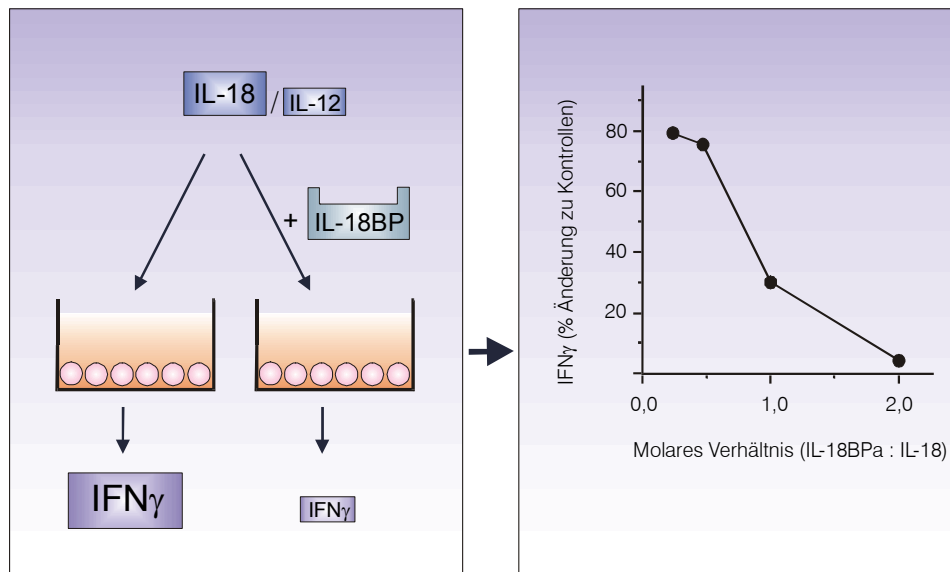 IL-18 / IL-12
+ IL-18BP
IFNγ
IFNγ
IFNγ (% Änderung zu Kontrollen)
80
60
40
20
0,0 1,0 2,0
Molares Verhältnis (IL-18BPa : IL-18)